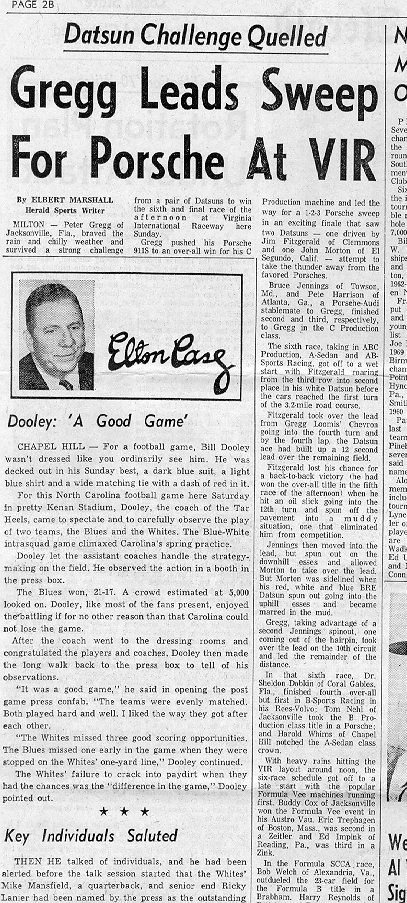 PAGE 2B
Datsun Challenge Quelled
Gregg Leads Sweep
For Porsche At VIR
By ELBERT MARSHALL
Herald Sports Writer
MILTON — Peter Gregg of
Jacksonville, Fla., braved the
rain and chilly weather and
survived a strong challenge
from a pair of Datsuns to win
the sixth and final race of the
afternoon at Virginia
International Raceway here
Sunday.
Gregg pushed his Porsche
911S to an over-all win for his C
Production machine and led the
way for a 1-2-3 Porsche sweep
in an exciting finale that saw
two Datsuns — one driven by
Jim Fitzgerald of Clemmons
and one John Morton of El
Segundo, Calif. — attempt to
take the thunder away from the
favored Porsches.
Bruce Jennings of Towson,
Md., and Pete Harrison of
Atlanta, Ga., a Porsche-Audi
stablemate to Gregg, finished
second and third, respectively,
to Gregg in the C Production
class.
The sixth race, taking in ABC
Production, A-Sedan and AB-
Sports Racing, got off to a wet
start with Fitzgerald roaring
from the third row into second
place in his white Datsun before
the cars reached the first turn
of the 3.2-mile road course.
Fitzgerald took over the lead
from Gregg Loomis' Chevron
going into the fourth turn and
by the fourth lap, the Datsun
ace had built up a 12 second
lead over the remaining field.
Fitzgerald lost his chance for
a back-to-back victory (he had
won the over-all title in the fifth
race of the afternoon) when he
hit an oil slick going into the
12th turn and spun off the
pavement into a muddy
situation, one that eliminated
him from competition.
Jennings then moved into the
lead, but spun out on the
downhill esses and allowed
Morton to take over the lead.
But Morton was sidelined when
his red, white and blue BRE
Datsun spun out going into the
uphill esses and became
marred in the mud.
Gregg, taking advantage of a
second Jennings spinout, one
coming out of the hairpin, took
over the lead on the 10th circuit
and led the remainder of the
distance.
In that sixth race, Dr.
Sheldon Dobkin of Coral Gables,
Fla., finished fourth over-all
but first in B-Sports Racing in
his Rees-Volvo; Tom Nehl of
Jacksonville took the B Pro-
duction class title in a Porsche;
and Harold Whims of Chapel
Hill notched the A-Sedan class
crown.
With heavy rains hitting the
VIR layout around noon, the
six-race schedule got off to a
late start with the popular
Formula Vee machines running
first. Buddy Cox of Jacksonville
won the Formula Vee event in
his Austro Vau. Eric Trephagen
of Boston, Mass., was second in
a Zeitler and Ed Impink of
Reading, Pa., was third in a
Zink.
In the Formula SCCA race,
Bob Welch of Alexandria, Va.,
outdueled the 23-car field for
the Formula B title in a
Brabham. Harry Reynolds of
Elton Casey
Dooley: 'A Good Game'
CHAPEL HILL — For a football game, Bill Dooley
wasn't dressed like you ordinarily see him. He was
decked out in his Sunday best, a dark blue suit, a light
blue shirt and a wide matching tie with a dash of red in it.
For this North Carolina football game here Saturday
in pretty Kenan Stadium, Dooley, the coach of the Tar
Heels, came to spectate and to carefully observe the play
of two teams, the Blues and the Whites. The Blue-White
intrasquad game climaxed Carolina's spring practice.
Dooley let the assistant coaches handle the strategy-
making on the field. He observed the action in a booth in
the press box.
The Blues won, 21-17. A crowd estimated at 5,000
looked on. Dooley, like most of the fans present, enjoyed
the battling if for no other reason than that Carolina could
not lose the game.
After the coach went to the dressing rooms and
congratulated the players and coaches, Dooley then made
the long walk back to the press box to tell of his
observations.
"It was a good game," he said in opening the post
game press confab. "The teams were evenly matched.
Both played hard and well. I liked the way they got after
each other.
"The Whites missed three good scoring opportunities.
The Blues missed one early in the game when they were
stopped on the Whites' one-yard line," Dooley continued.
The Whites' failure to crack into paydirt when they
had the chances was the "difference in the game," Dooley
pointed out.
★ ★ ★
Key Individuals Saluted
THEN HE talked of individuals, and he had been
alerted before the talk session started that the Whites'
Mike Mansfield, a quarterback, and senior end Ricky
Lanier had been named by the press as the outstanding